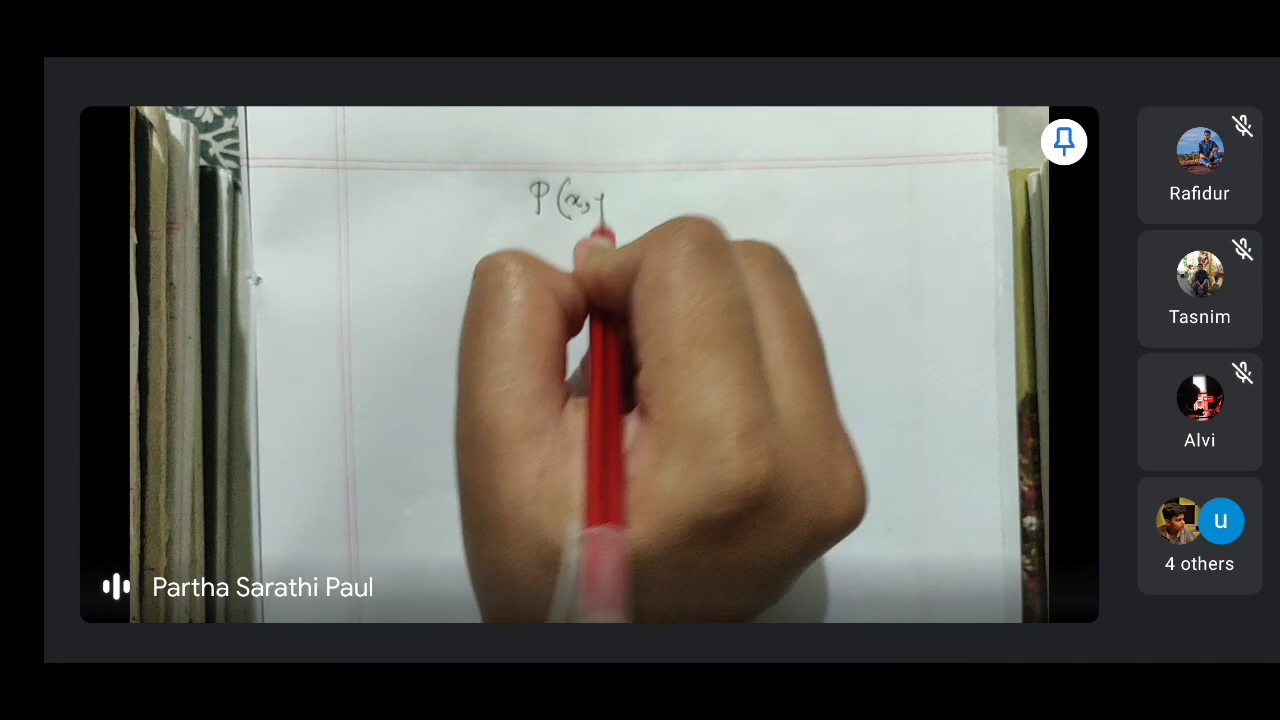 P(x,
Rafidur
Tasnim
Alvi
u
4 others
Partha Sarathi Paul